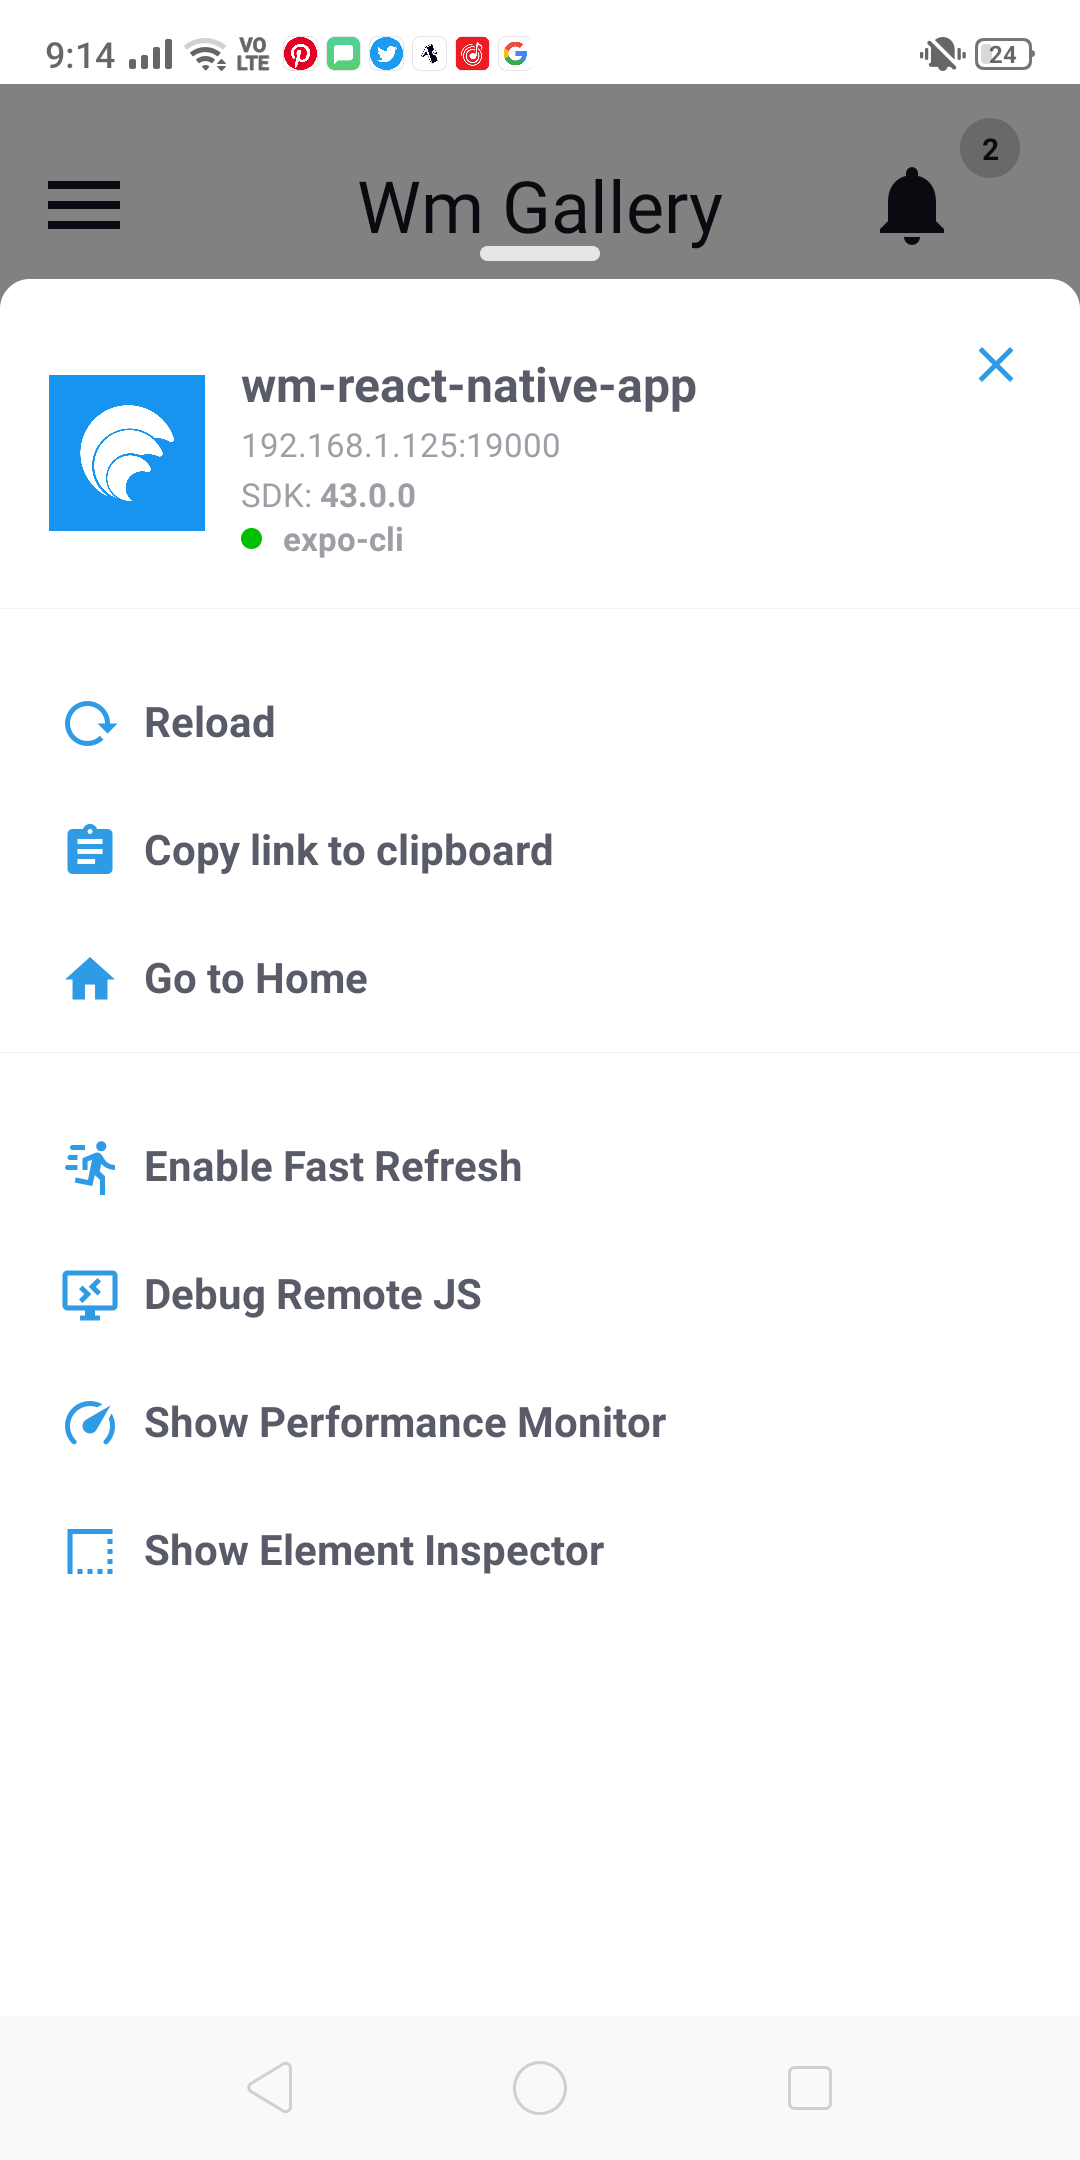 9:14 VO LTE 24
2
Wm Gallery
wm-react-native-app
192.168.1.125:19000
SDK: 43.0.0
expo-cli
Reload
Copy link to clipboard
Go to Home
Enable Fast Refresh
Debug Remote JS
Show Performance Monitor
Show Element Inspector